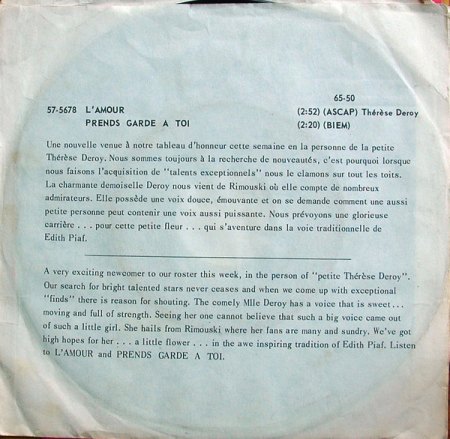 65-50
57-5678 L'AMOUR (2:52) (ASCAP) Thérèse Deroy
PRENDS GARDE A TOI (2:20) (BIEM)
Une nouvelle venue à notre tableau d'honneur cette semaine en la personne de la petite
Thérèse Deroy. Nous sommes toujours à la recherche de nouveautés, c'est pourquoi lorsque
nous faisons l'acquisition de "talents exceptionnels" nous le clamons sur tout les toits.
La charmante demoiselle Deroy nous vient de Rimouski où elle compte de nombreux
admirateurs. Elle possède une voix douce, émouvante et on se demande comment une aussi
petite personne peut contenir une voix aussi puissante. Nous prévoyons une glorieuse
carrière . . . pour cette petite fleur . . . qui s'aventure dans la voie traditionnelle de
Edith Piaf.
A very exciting newcomer to our roster this week, in the person of "petite Thérèse Deroy".
Our search for bright talented stars never ceases and when we come up with exceptional
"finds" there is reason for shouting. The comely Mlle Deroy has a voice that is sweet...
moving and full of strength. Seeing her one cannot believe that such a big voice came out
of such a little girl. She hails from Rimouski where her fans are many and sundry. We've got
high hopes for her . . . a little flower . . . in the awe inspiring tradition of Edith Piaf. Listen
to L'AMOUR and PRENDS GARDE A TOI.